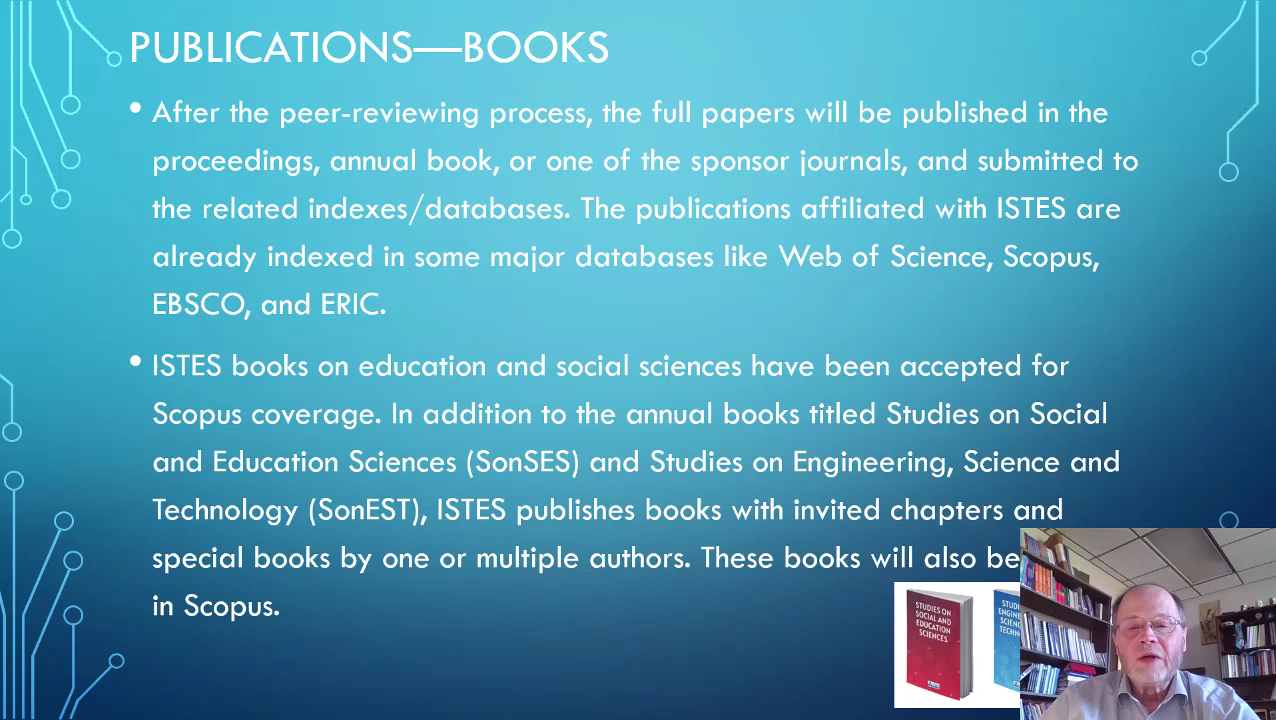 PUBLICATIONS—BOOKS
• After the peer-reviewing process, the full papers will be published in the
proceedings, annual book, or one of the sponsor journals, and submitted to
the related indexes/databases. The publications affiliated with ISTES are
already indexed in some major databases like Web of Science, Scopus,
EBSCO, and ERIC.
• ISTES books on education and social sciences have been accepted for
Scopus coverage. In addition to the annual books titled Studies on Social
and Education Sciences (SonSES) and Studies on Engineering, Science and
Technology (SonEST), ISTES publishes books with invited chapters and
special books by one or multiple authors. These books will also be
in Scopus.
STUDIES ON
SOCIAL AND
EDUCATION
SCIENCES